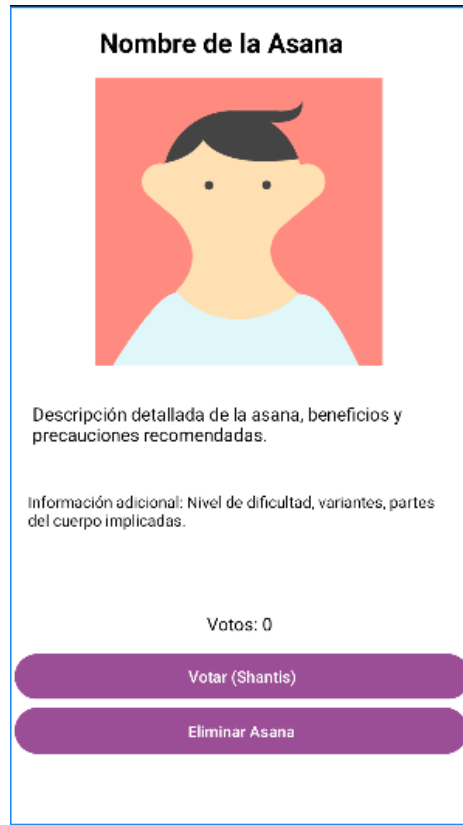 Nombre de la Asana
Descripción detallada de la asana, beneficios y
precauciones recomendadas.
Información adicional: Nivel de dificultad, variantes, partes
del cuerpo implicadas.
Votos: 0
Votar (Shantis)
Eliminar Asana